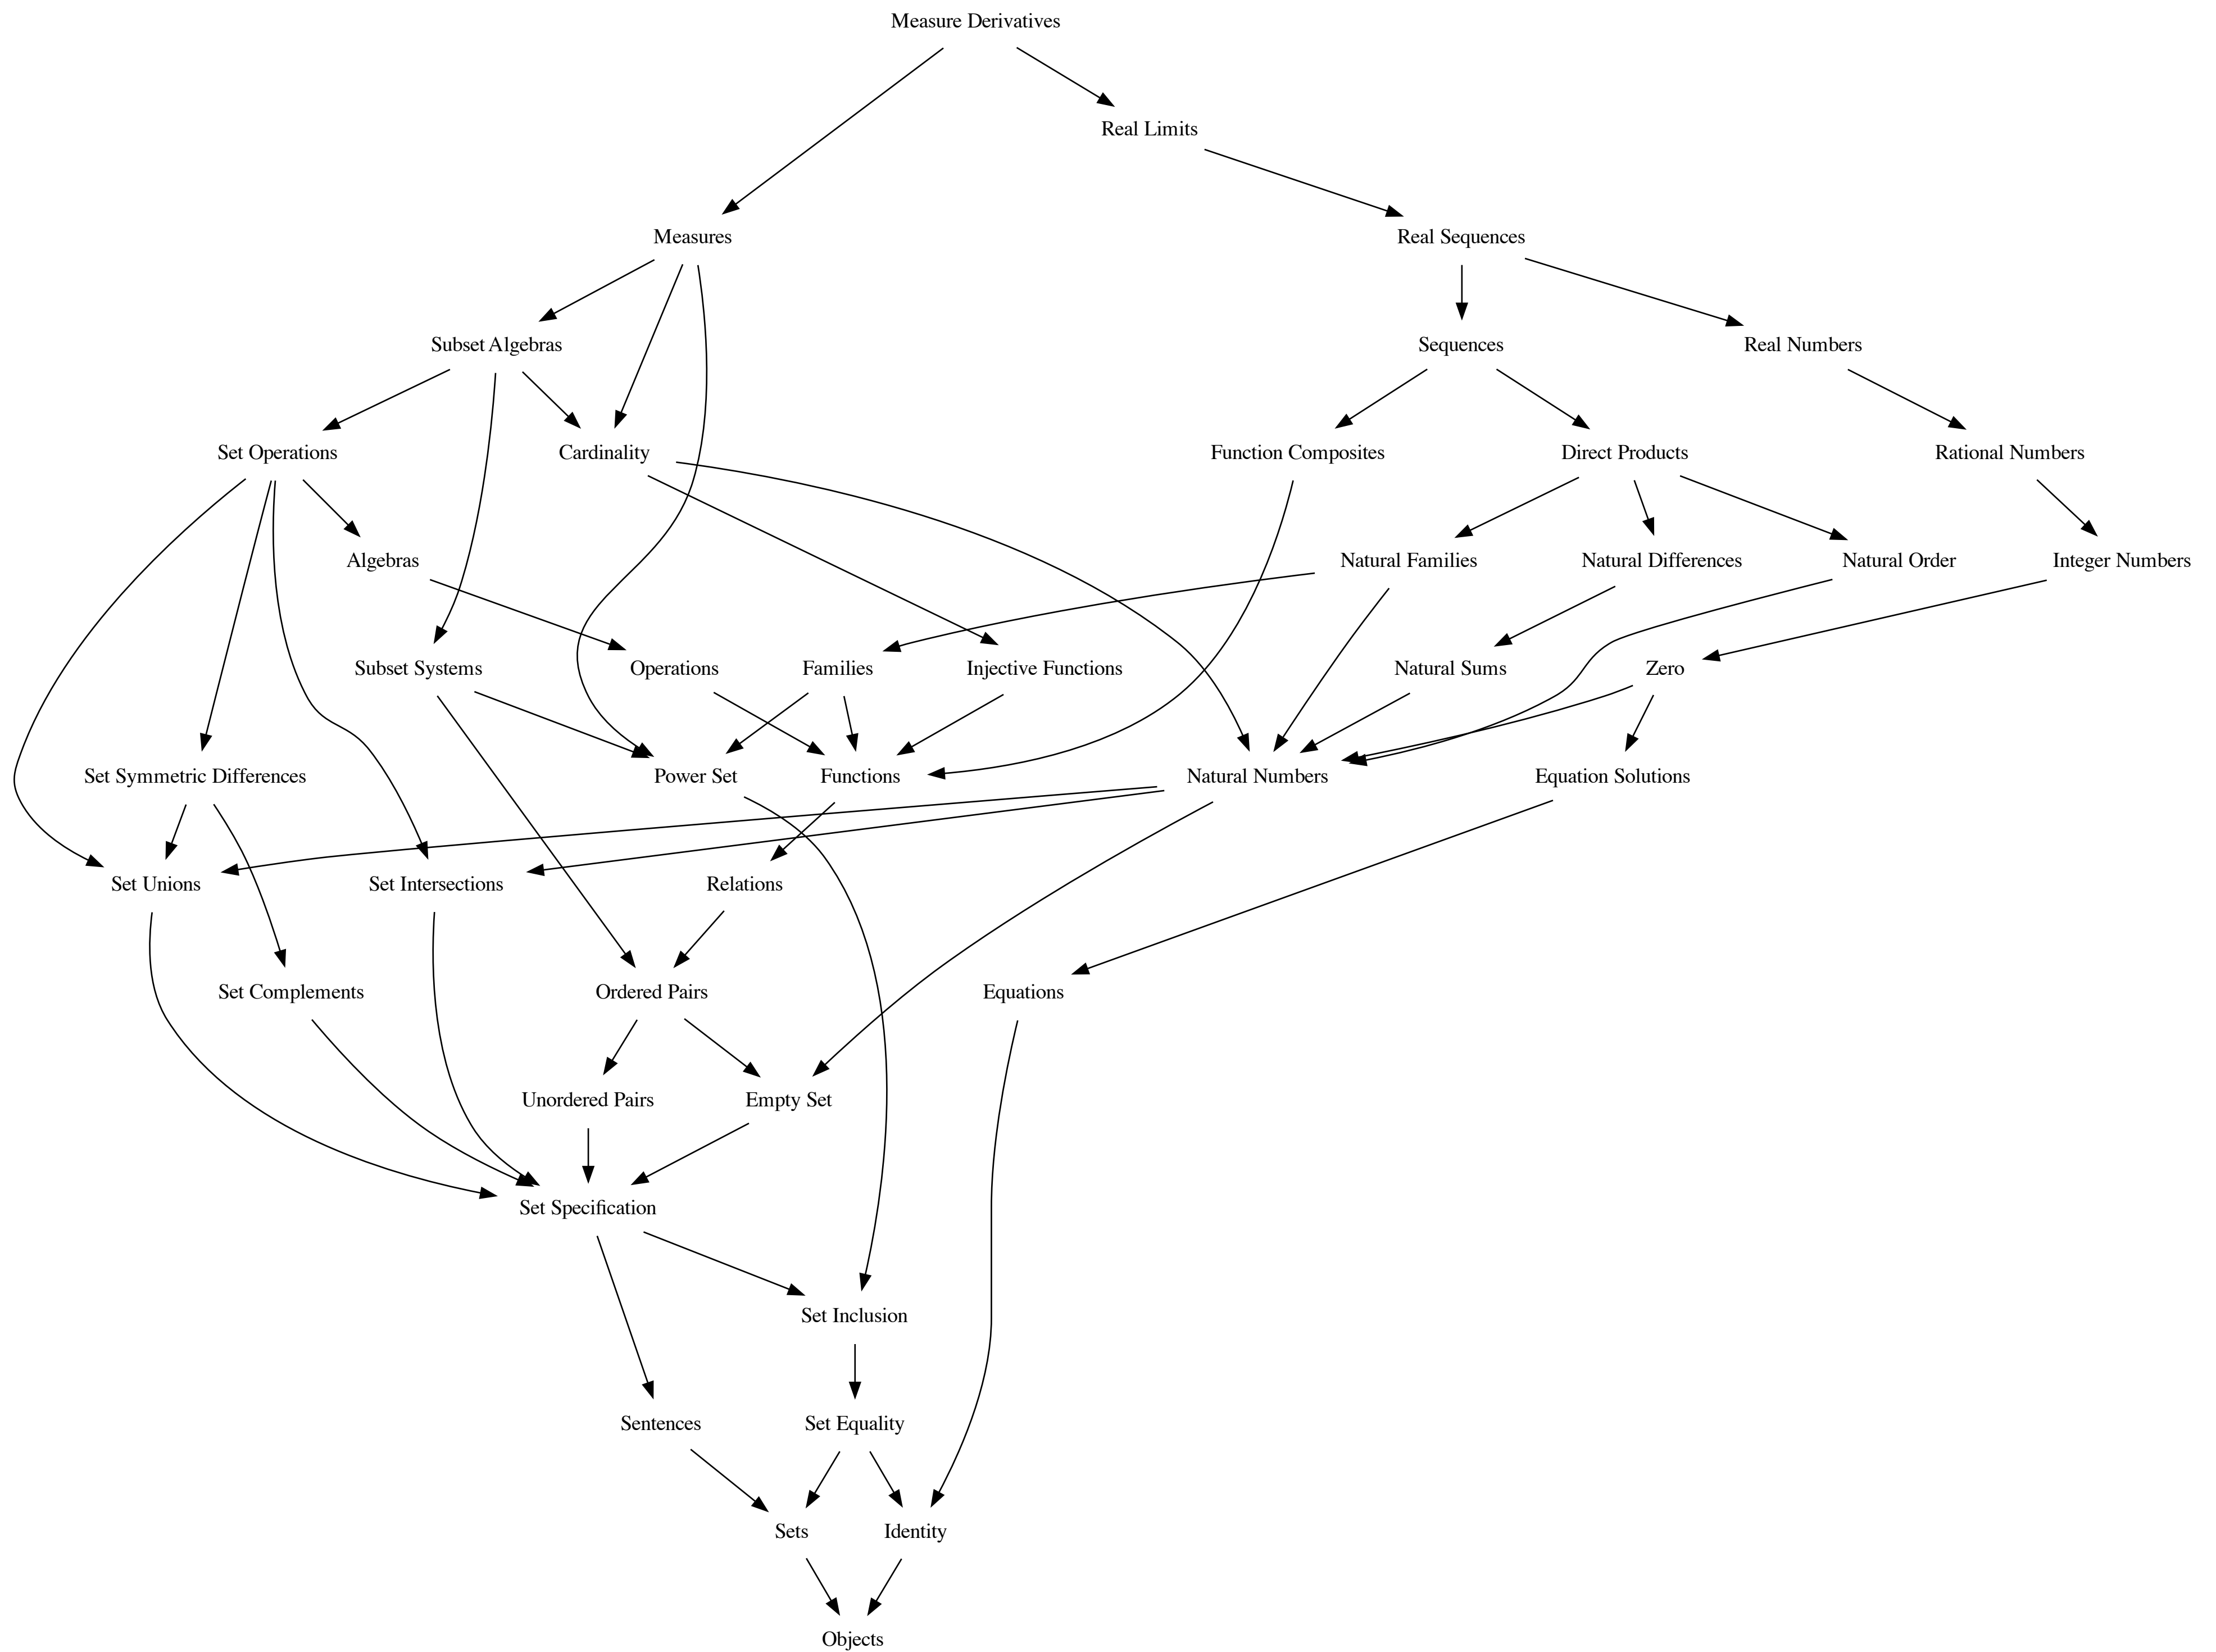 Measure Derivatives
Real Limits
Measures
Real Sequences
Subset Algebras
Sequences
Real Numbers
Set Operations
Cardinality
Function Composites
Direct Products
Rational Numbers
Algebras
Natural Families
Natural Differences
Natural Order
Integer Numbers
Subset Systems
Operations
Families
Injective Functions
Natural Sums
Zero
Set Symmetric Differences
Power Set
Functions
Natural Numbers
Equation Solutions
Set Unions
Set Intersections
Relations
Set Complements
Ordered Pairs
Equations
Unordered Pairs
Empty Set
Set Specification
Set Inclusion
Sentences
Set Equality
Sets
Identity
Objects